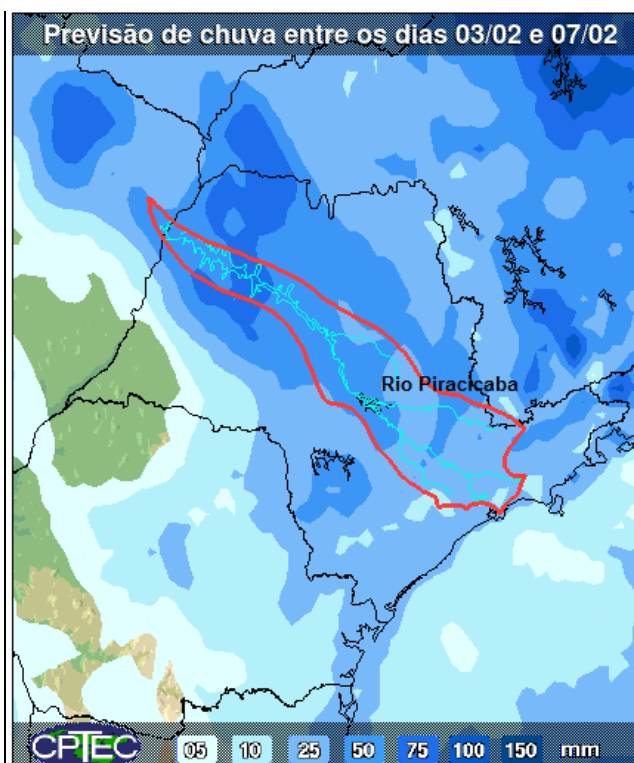 Previsão de chuva entre os dias 03/02 e 07/02
Rio Piracicaba
CPTEC 05 10 25 50 75 100 150 mm